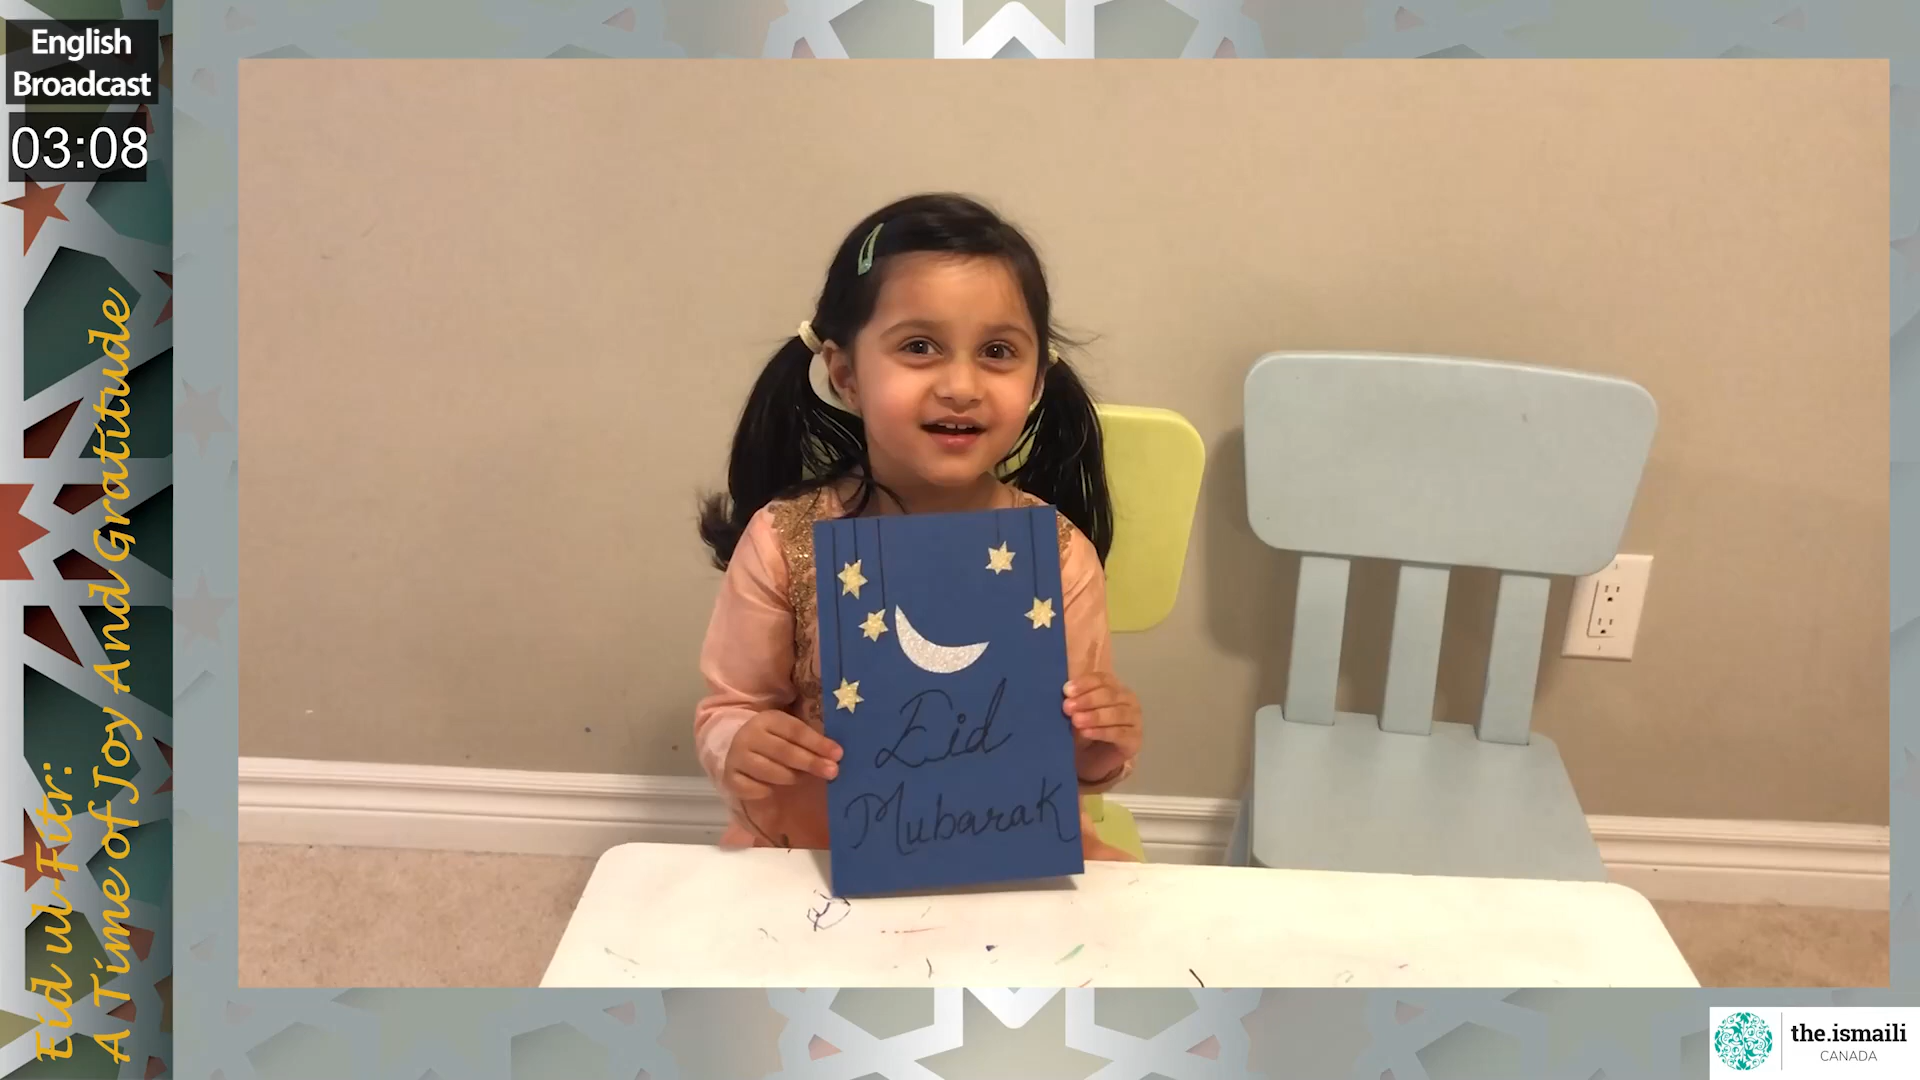 English
Broadcast
03:08
Eid ul-Fitr:
A Time of Joy And Gratitude
Eid
Mubarak
the.ismaili
CANADA